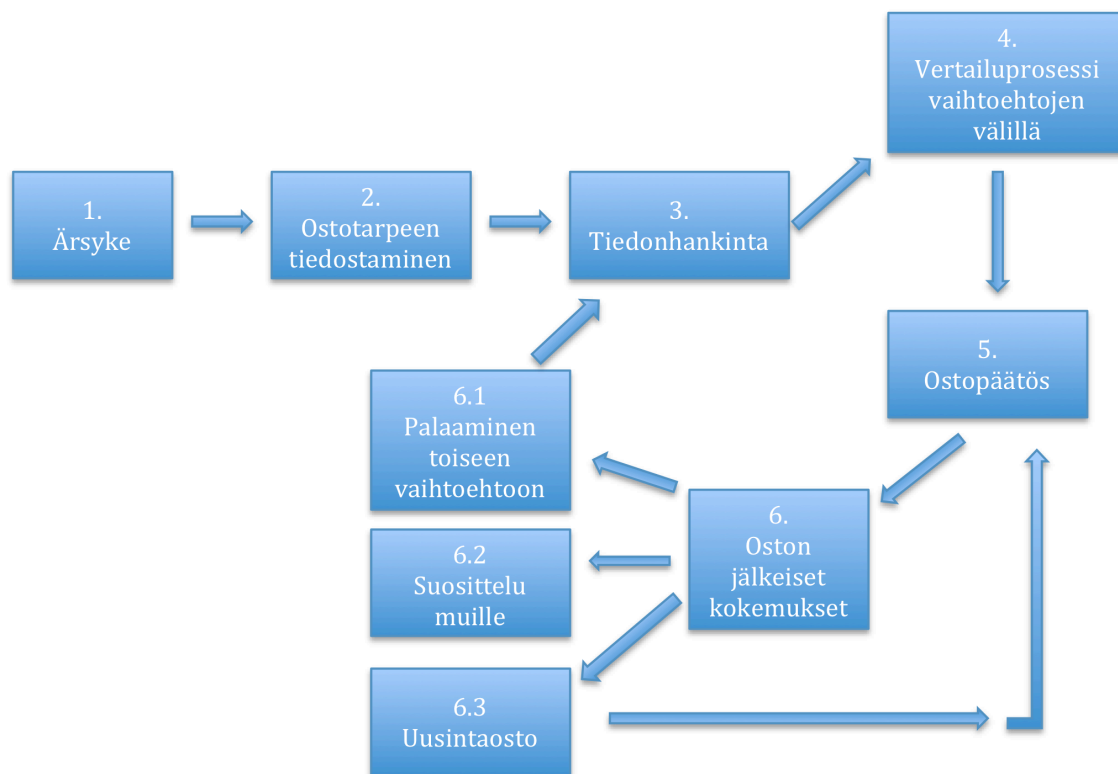 1.
Ärsyke
2.
Ostotarpeen
tiedostaminen
3.
Tiedonhankinta
4.
Vertailuprosessi
vaihtoehtojen
välillä
5.
Ostopäätös
6.
Oston
jälkeiset
kokemukset
6.1
Palaaminen
toiseen
vaihtoehtoon
6.2
Suosittelu
muille
6.3
Uusintaosto